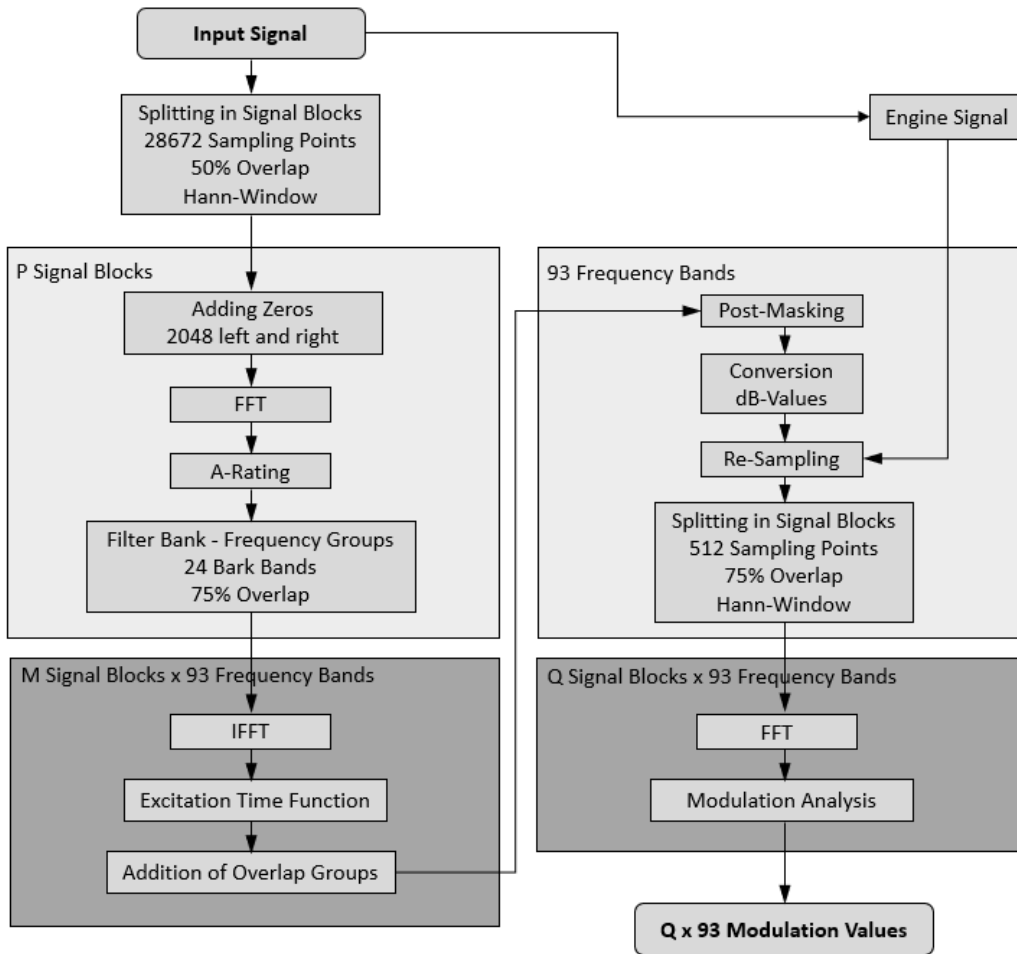 Input Signal
Splitting in Signal Blocks
28672 Sampling Points
50% Overlap
Hann-Window
Engine Signal
P Signal Blocks
Adding Zeros
2048 left and right
FFT
A-Rating
Filter Bank - Frequency Groups
24 Bark Bands
75% Overlap
M Signal Blocks x 93 Frequency Bands
IFFT
Excitation Time Function
Addition of Overlap Groups
93 Frequency Bands
Post-Masking
Conversion
dB-Values
Re-Sampling
Splitting in Signal Blocks
512 Sampling Points
75% Overlap
Hann-Window
Q Signal Blocks x 93 Frequency Bands
FFT
Modulation Analysis
Q x 93 Modulation Values